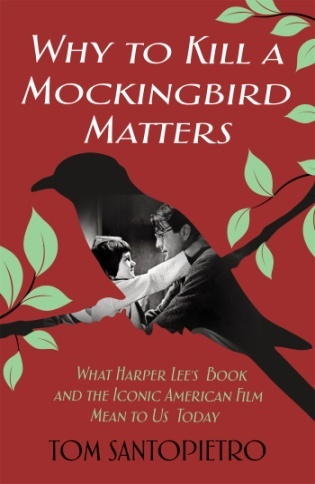 WHY TO KILL A
MOCKINGBIRD
MATTERS
WHAT HARPER LEE'S BOOK
AND THE ICONIC AMERICAN FILM
MEAN TO US TODAY
TOM SANTOPIETRO